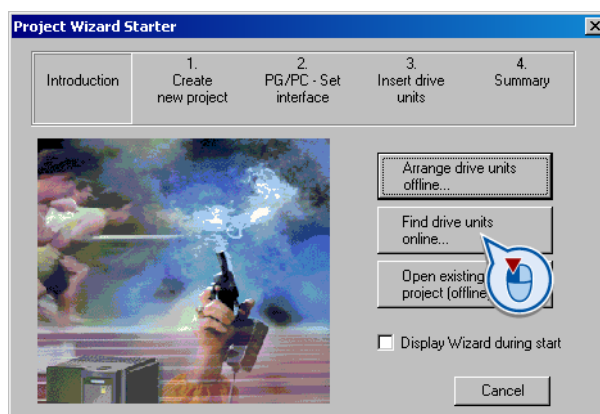 Project Wizard Starter
Introduction
1.
Create
new project
2.
PG/PC - Set
interface
3.
Insert drive
units
4.
Summary
Arrange drive units
offline...
Find drive units
online...
Open existing
project (offline
Display Wizard during start
Cancel